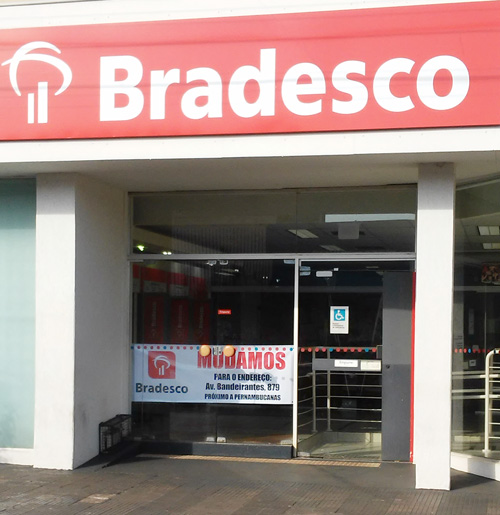 Bradesco
MUDAMOS
PARA O ENDEREÇO:
Av. Bandeirantes, 879
PRÓXIMO A PERNAMBUCANAS
Bradesco